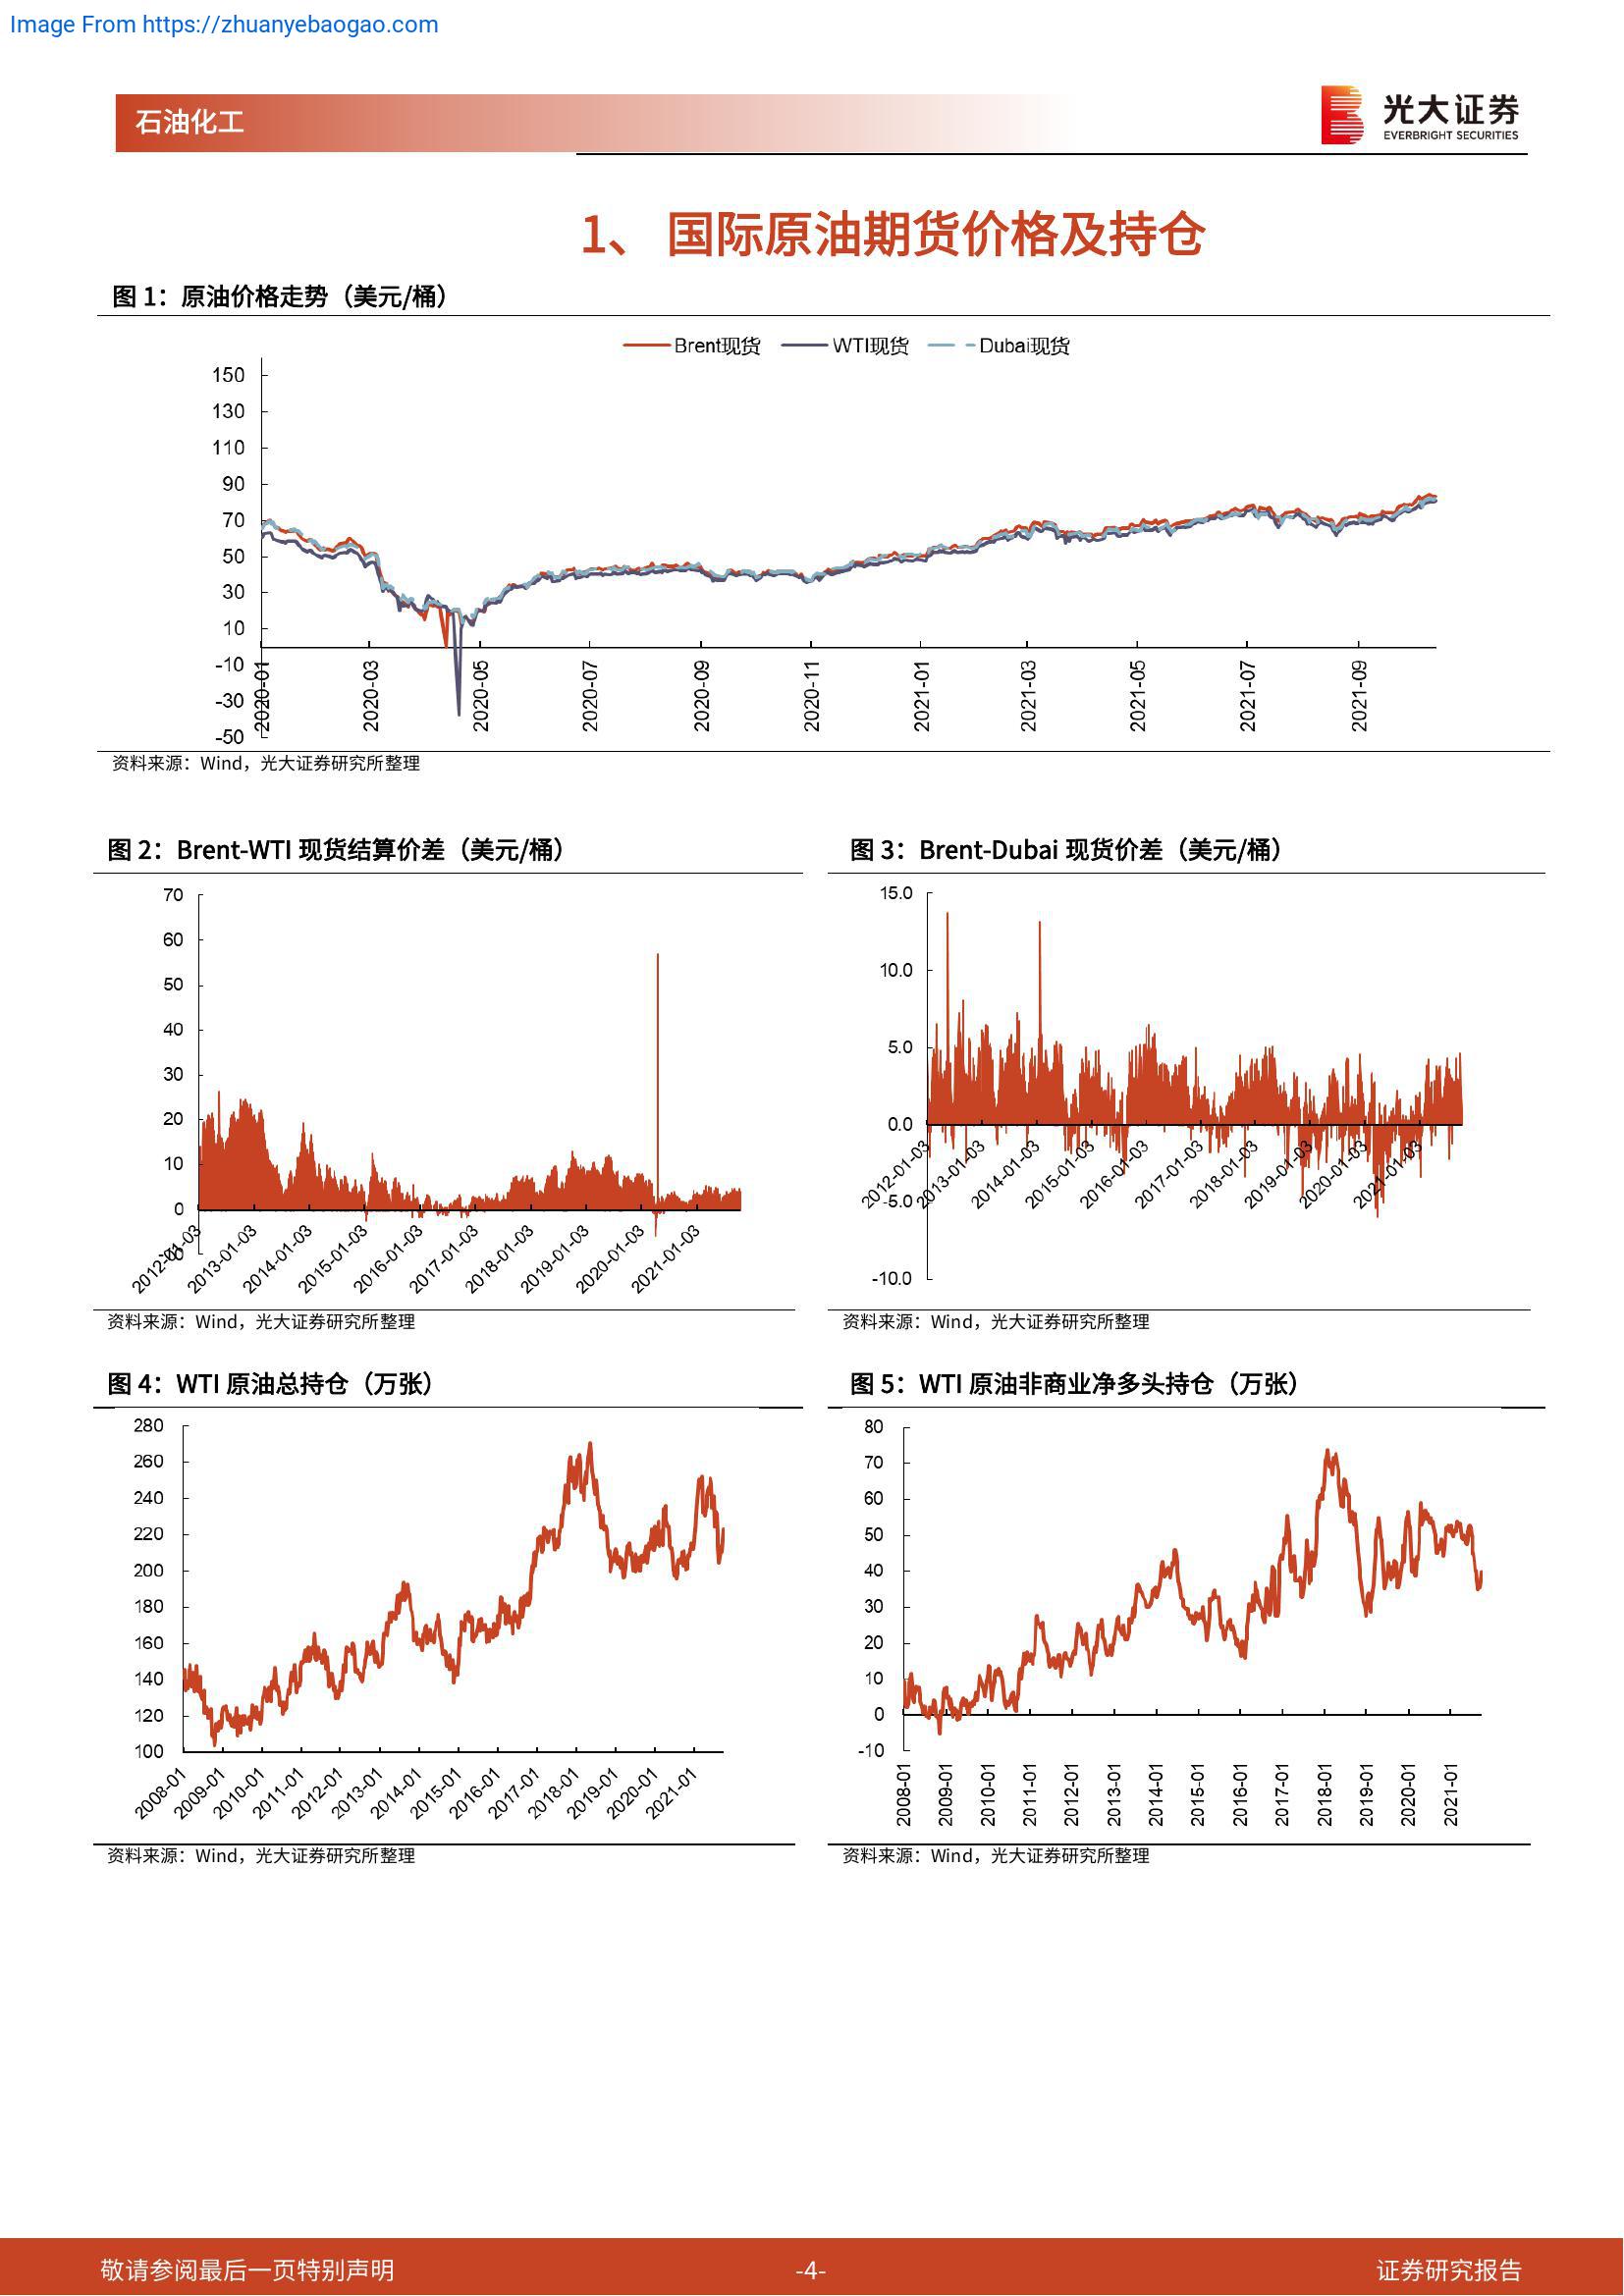 Image From https://zhuanyebaogao.com
石油化工
光大证券
EVERBRIGHT SECURITIES
1、 国际原油期货价格及持仓
图 1：原油价格走势（美元/桶）
Brent现货 WTI现货 Dubai现货
150
130
110
90
70
50
30
10
-10
-30
-50
2020-01 2020-03 2020-05 2020-07 2020-09 2020-11 2021-01 2021-03 2021-05 2021-07 2021-09
资料来源：Wind，光大证券研究所整理
图 2：Brent-WTI 现货结算价差（美元/桶）
70
60
50
40
30
20
10
0
-10
2012-01-03 2013-01-03 2014-01-03 2015-01-03 2016-01-03 2017-01-03 2018-01-03 2019-01-03 2020-01-03 2021-01-03
资料来源：Wind，光大证券研究所整理
图 3：Brent-Dubai 现货价差（美元/桶）
15.0
10.0
5.0
0.0
-5.0
-10.0
2012-01-03 2013-01-03 2014-01-03 2015-01-03 2016-01-03 2017-01-03 2018-01-03 2019-01-03 2020-01-03 2021-01-03
资料来源：Wind，光大证券研究所整理
图 4：WTI 原油总持仓（万张）
280
260
240
220
200
180
160
140
120
100
2008-01 2009-01 2010-01 2011-01 2012-01 2013-01 2014-01 2015-01 2016-01 2017-01 2018-01 2019-01 2020-01 2021-01
资料来源：Wind，光大证券研究所整理
图 5：WTI 原油非商业净多头持仓（万张）
80
70
60
50
40
30
20
10
0
-10
2008-01 2009-01 2010-01 2011-01 2012-01 2013-01 2014-01 2015-01 2016-01 2017-01 2018-01 2019-01 2020-01 2021-01
资料来源：Wind，光大证券研究所整理
敬请参阅最后一页特别声明 -4- 证券研究报告